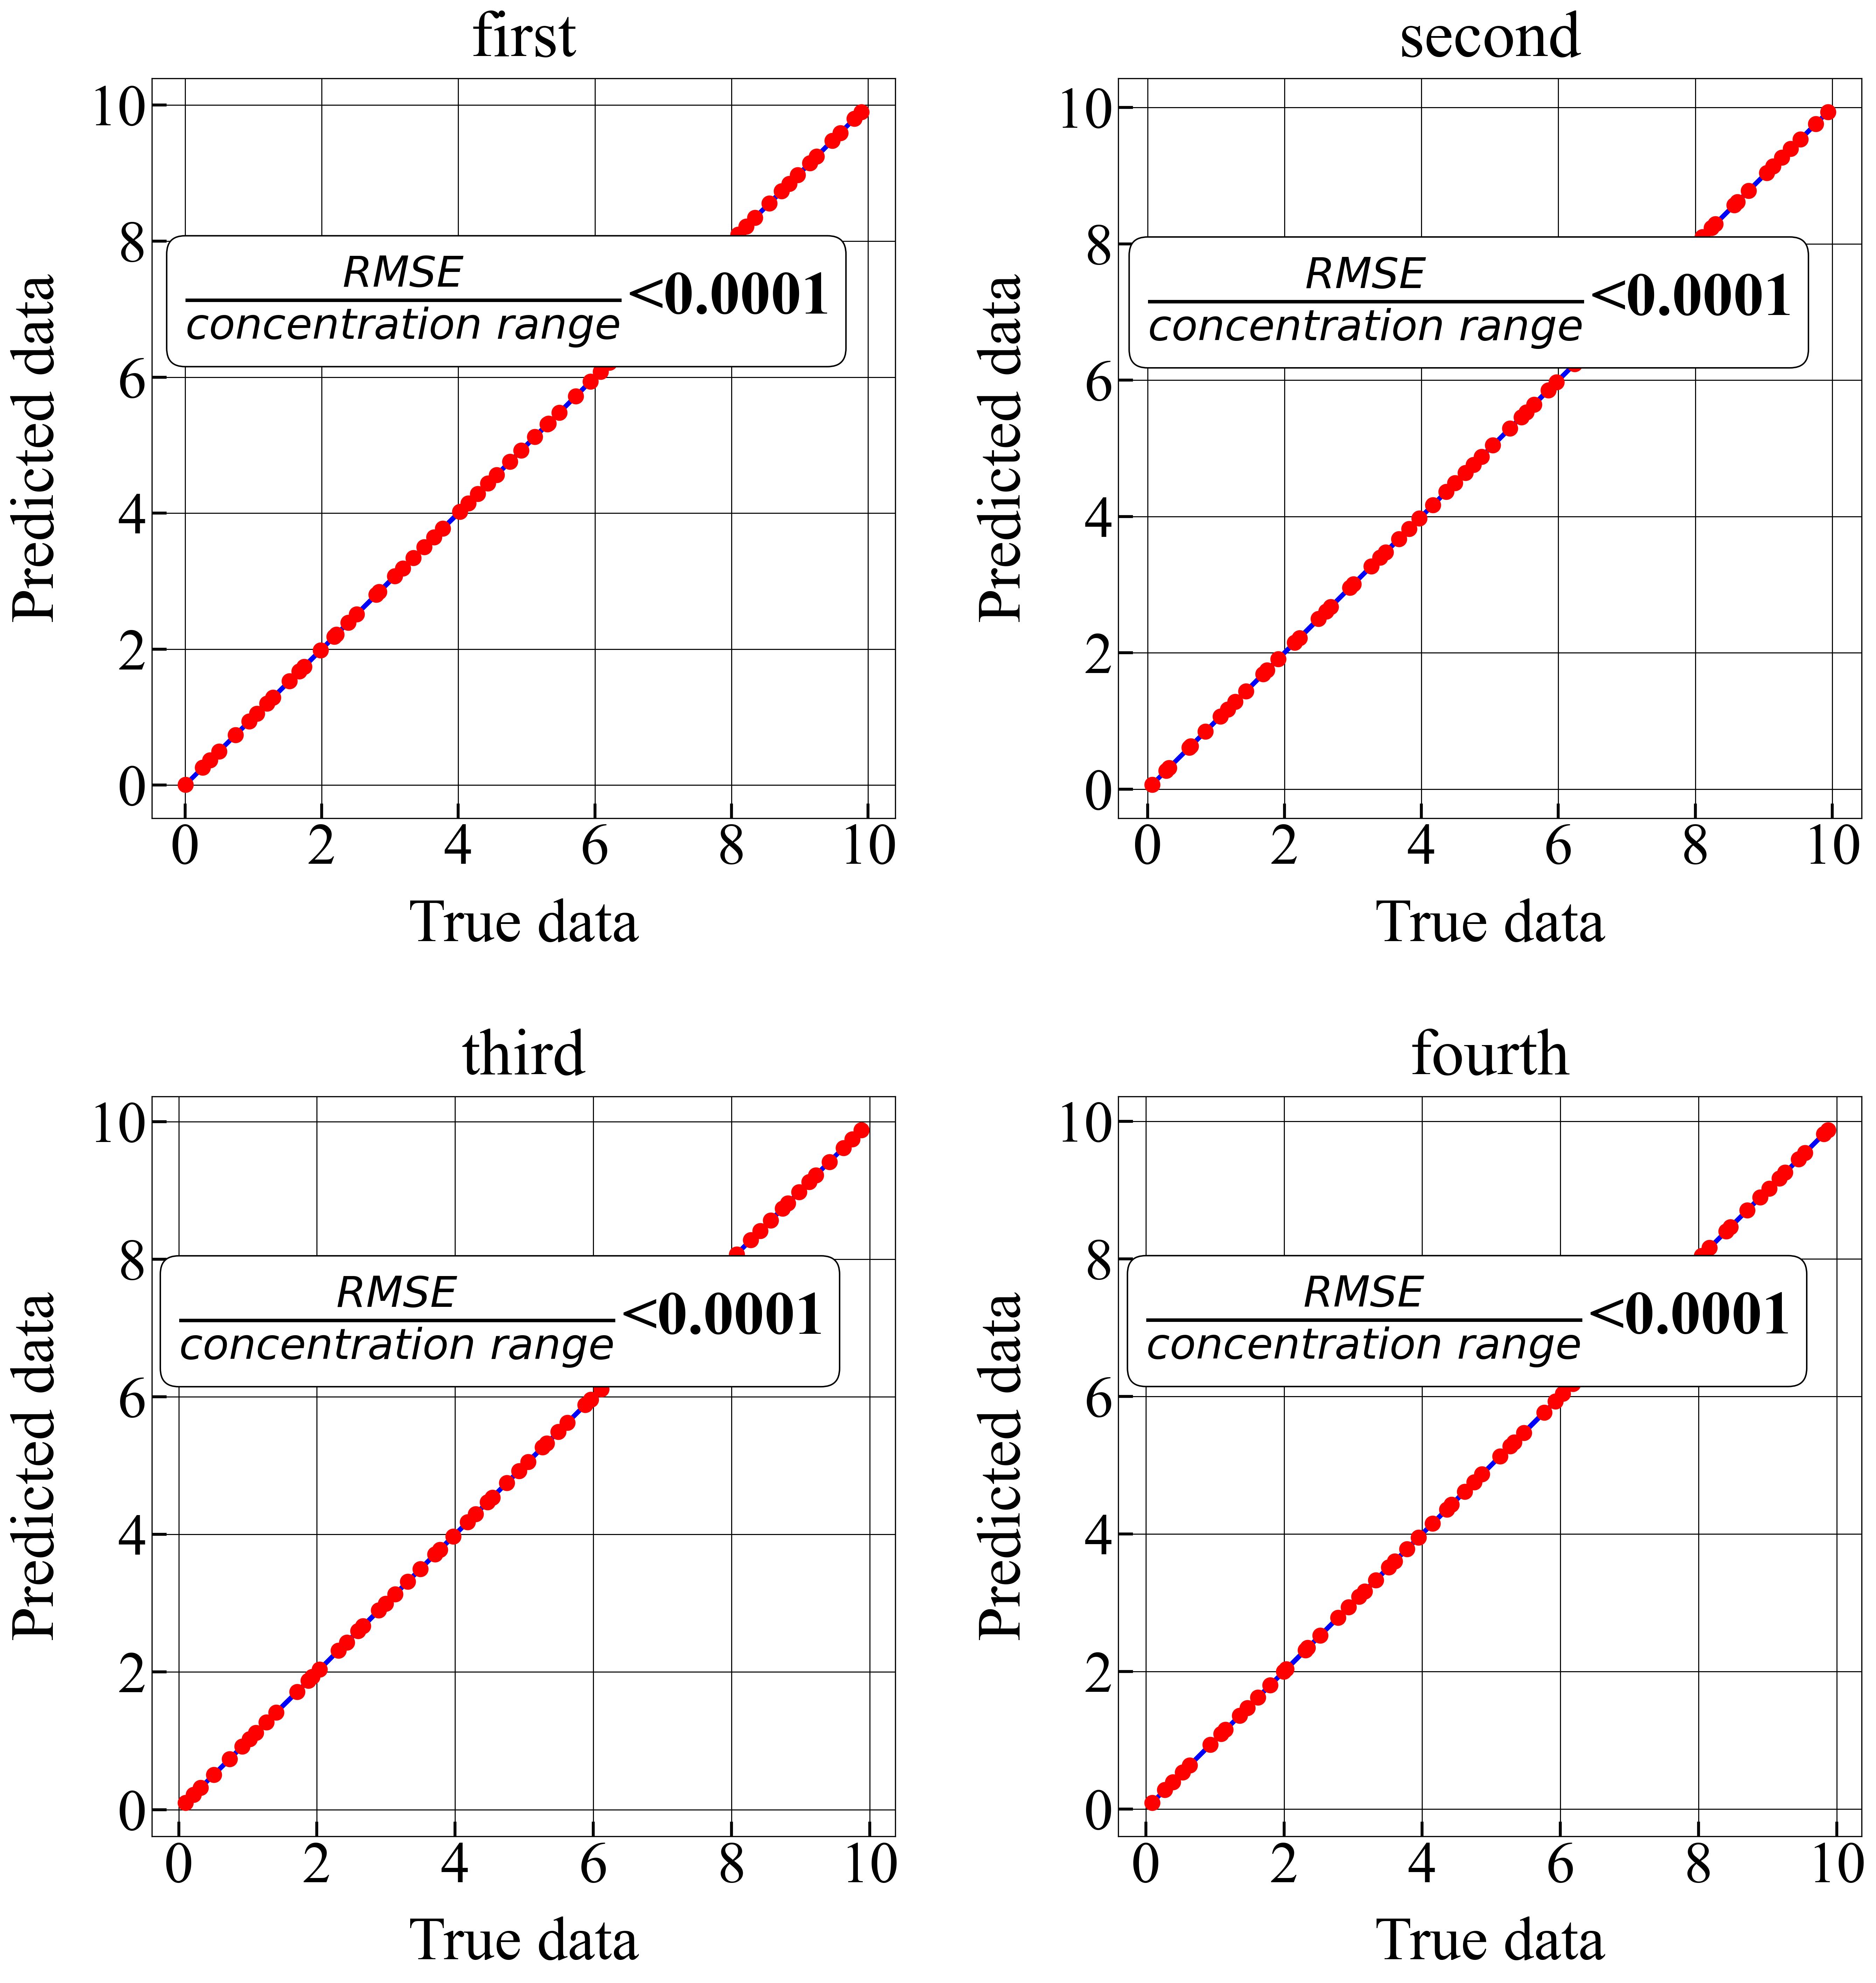 first
10
8
6
4
2
0
Predicted data
RMSE
concentration range
<0.0001
0 2 4 6 8 10
True data
second
10
8
6
4
2
0
Predicted data
RMSE
concentration range
<0.0001
0 2 4 6 8 10
True data
third
10
8
6
4
2
0
Predicted data
RMSE
concentration range
<0.0001
0 2 4 6 8 10
True data
fourth
10
8
6
4
2
0
Predicted data
RMSE
concentration range
<0.0001
0 2 4 6 8 10
True data